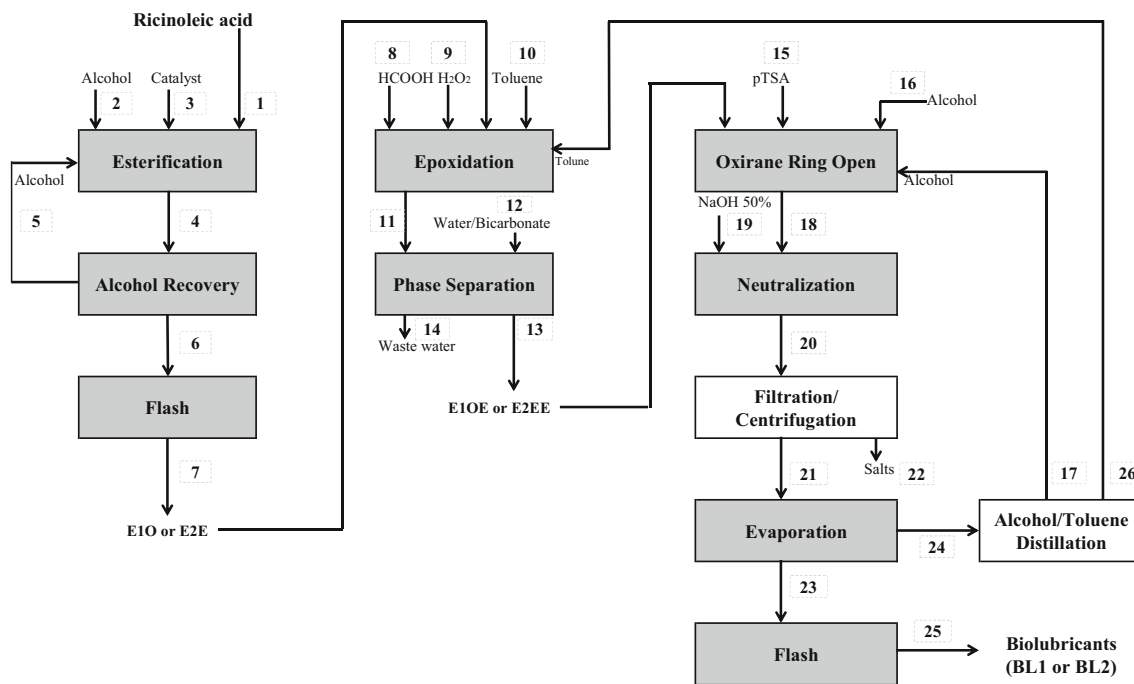 Ricinoleic acid
Alcohol
2
Catalyst
3
1
Esterification
Alcohol
5
4
Alcohol Recovery
6
Flash
7
E1O or E2E
8
HCOOH
9
H2O2
10
Toluene
Epoxidation
Tolune
11
12
Water/Bicarbonate
Phase Separation
14
Waste water
13
E1OE or E2EE
15
pTSA
16
Alcohol
Oxirane Ring Open
Alcohol
NaOH 50%
19
18
Neutralization
20
Filtration/
Centrifugation
Salts
22
21
17
26
Evaporation
24
Alcohol/Toluene
Distillation
23
Flash
25
Biolubricants
(BL1 or BL2)